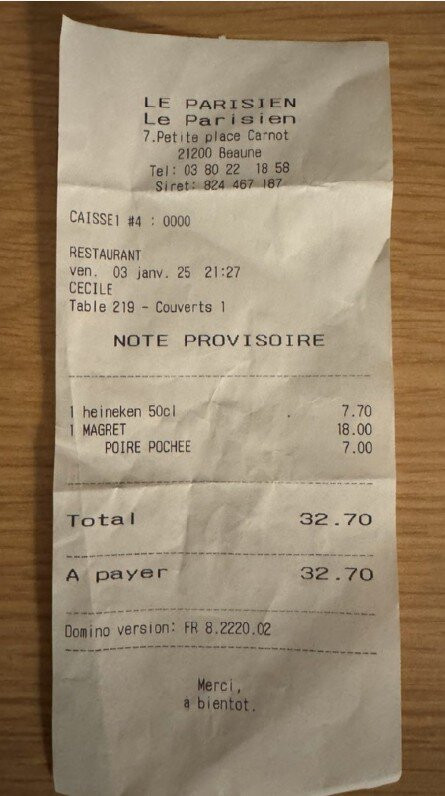 LE PARISIEN
Le Parisien
7.Petite place Carnot
21200 Beaune
Tel: 03 80 22 18 58
Siret: 824 467 187
CAISSE1 #4 : 0000
RESTAURANT
ven. 03 janv. 25 21:27
CECILE
Table 219 - Couverts 1
NOTE PROVISOIRE
1 heineken 50cl 7.70
1 MAGRET 18.00
POIRE POCHEE 7.00
Total 32.70
A payer 32.70
Domino version: FR 8.2220.02
Merci,
a bientot.